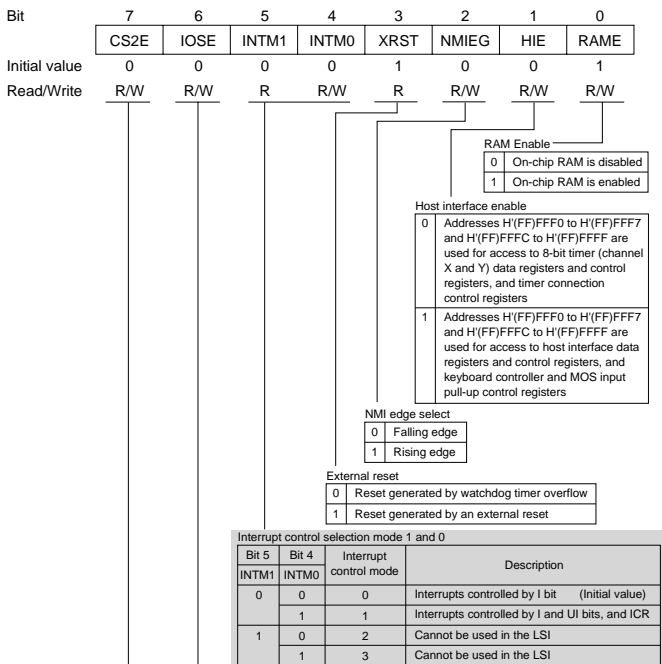 Bit 7 6 5 4 3 2 1 0
CS2E IOSE INTM1 INTM0 XRST NMIEG HIE RAME
Initial value 0 0 0 0 1 0 0 1
Read/Write R/W R/W R R/W R R/W R/W R/W
RAM Enable
0 On-chip RAM is disabled
1 On-chip RAM is enabled
Host interface enable
0 Addresses H'(FF)FFF0 to H'(FF)FFF7
and H'(FF)FFFC to H'(FF)FFFF are
used for access to 8-bit timer (channel
X and Y) data registers and control
registers, and timer connection
control registers
1 Addresses H'(FF)FFF0 to H'(FF)FFF7
and H'(FF)FFFC to H'(FF)FFFF are
used for access to host interface data
registers and control registers, and
keyboard controller and MOS input
pull-up control registers
NMI edge select
0 Falling edge
1 Rising edge
External reset
0 Reset generated by watchdog timer overflow
1 Reset generated by an external reset
Interrupt control selection mode 1 and 0
Bit 5 Bit 4 Interrupt
control mode Description
INTM1 INTM0
0 0 0 Interrupts controlled by I bit (Initial value)
1 1 Interrupts controlled by I and UI bits, and ICR
1 0 2 Cannot be used in the LSI
1 3 Cannot be used in the LSI